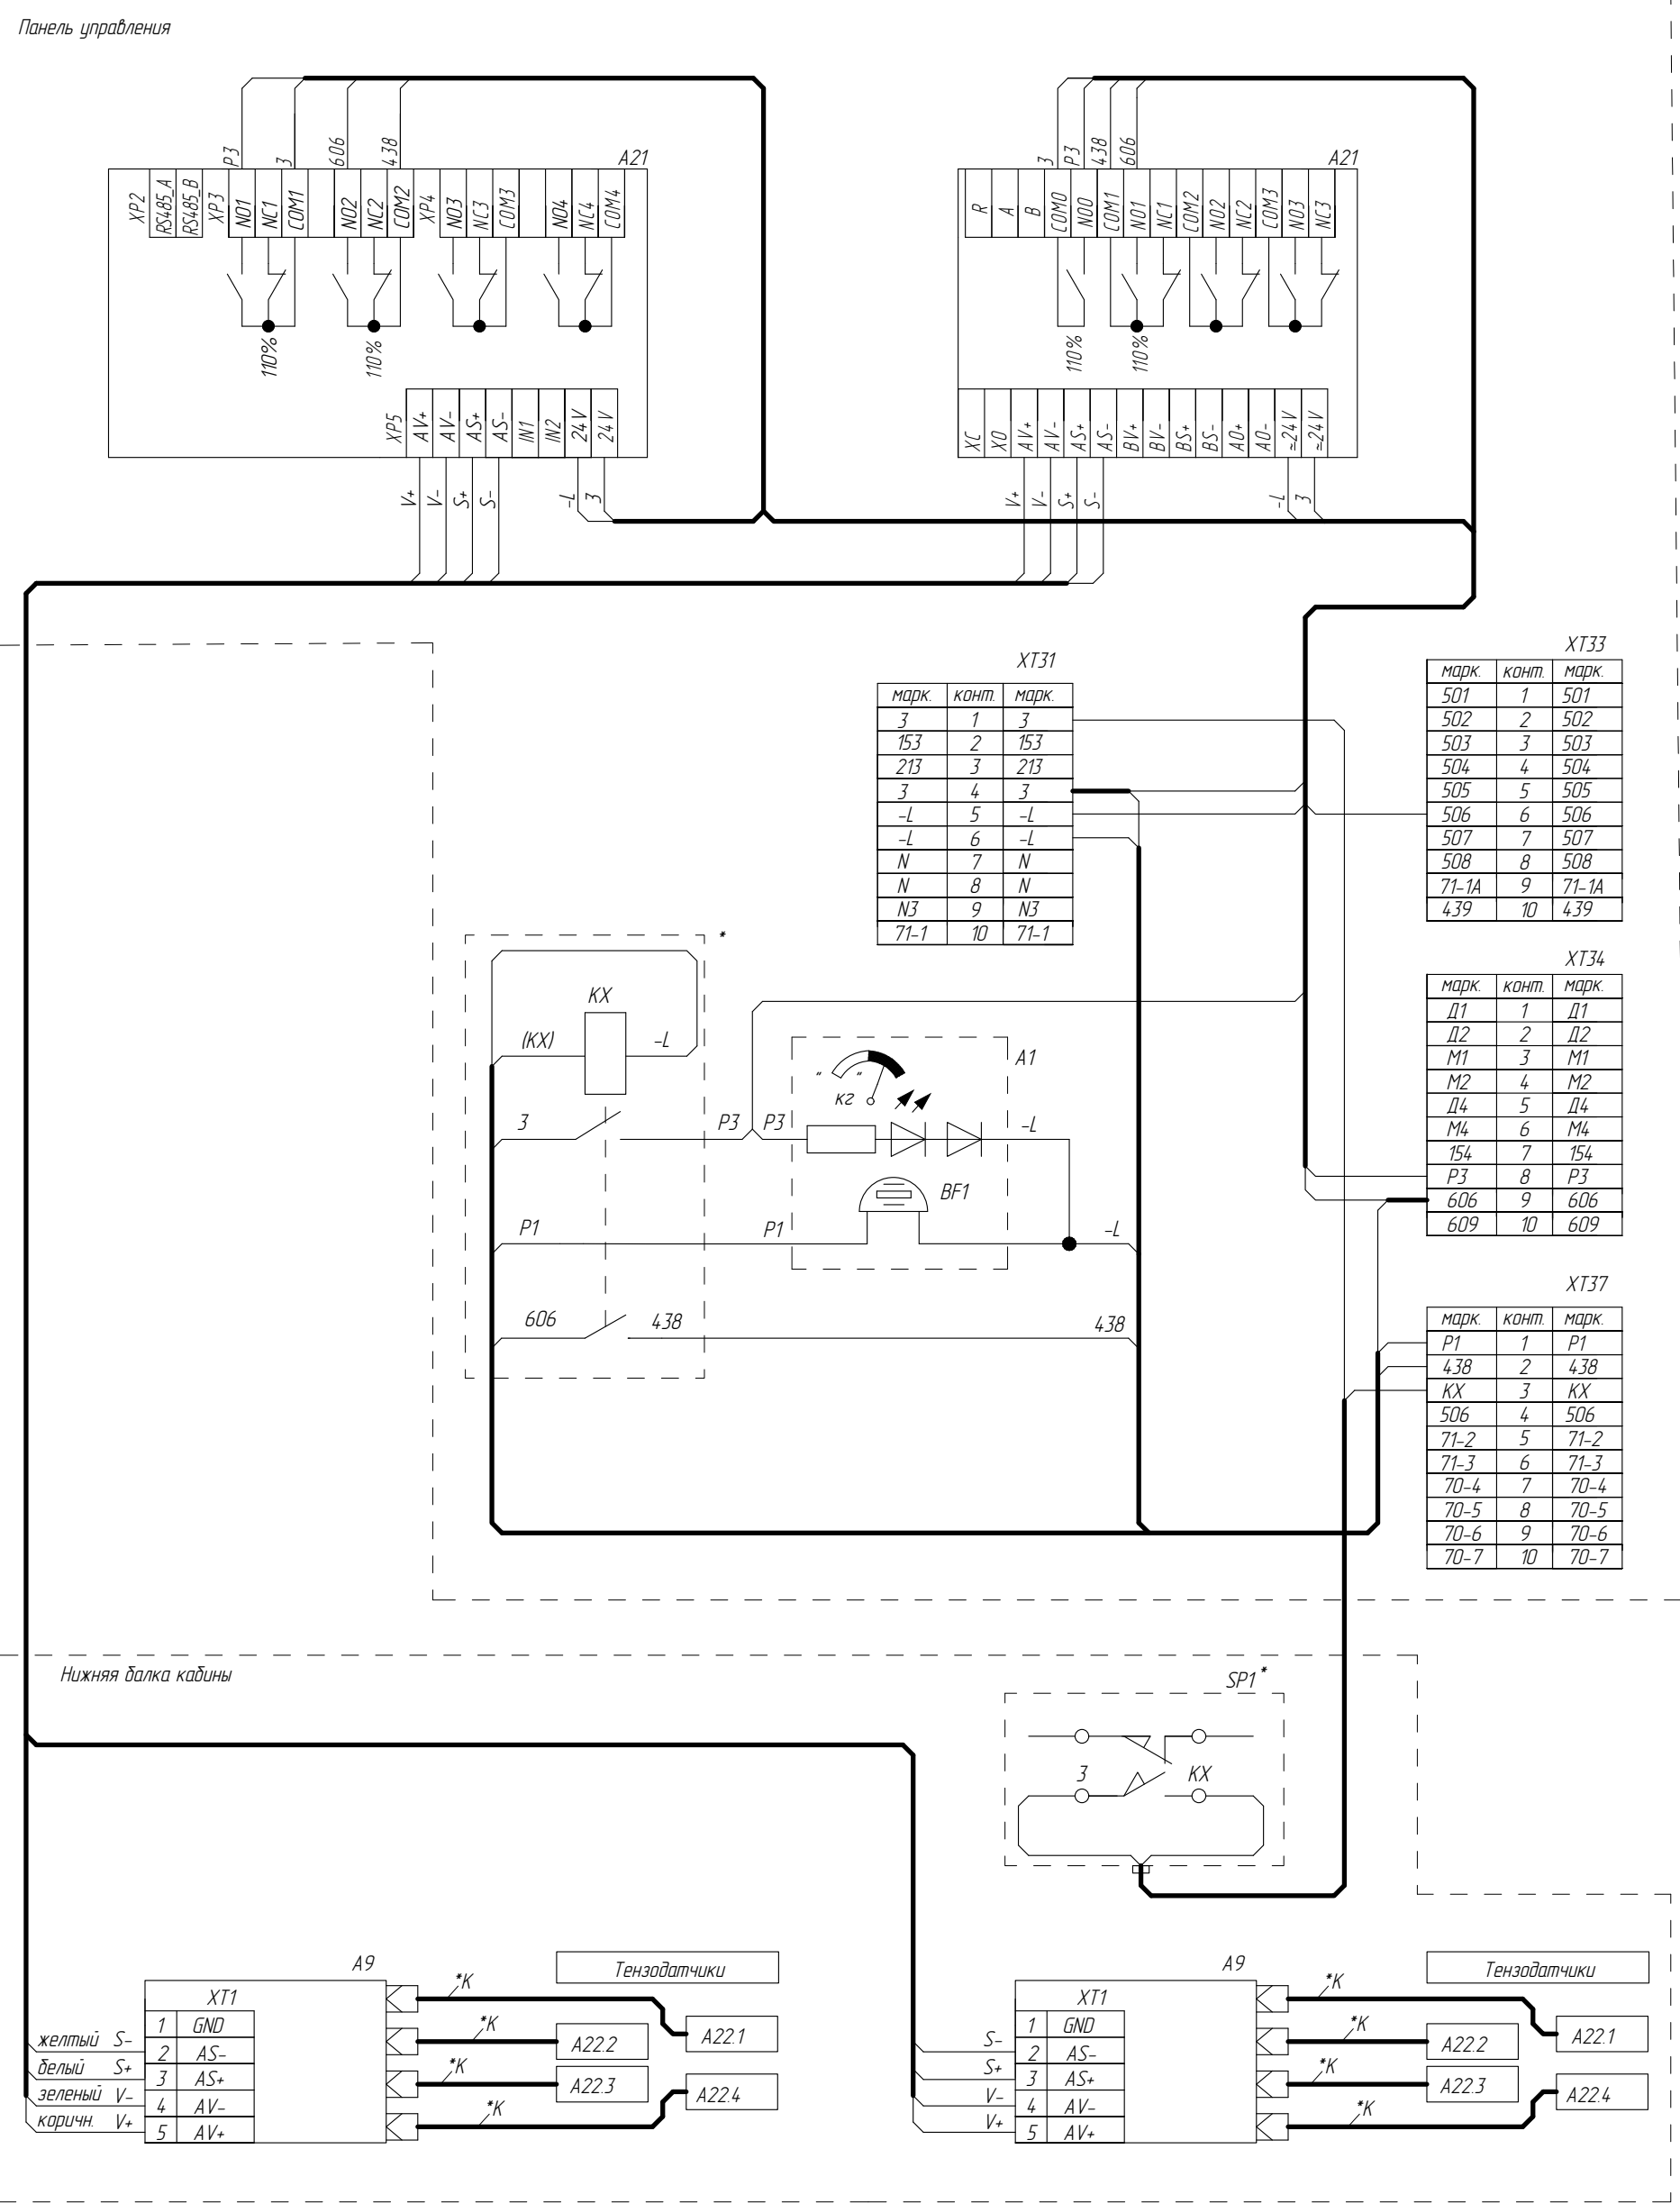 Панель управления
P3
3
606
438
A21
XP2
RS485_A
RS485_B
XP3
NO1
NC1
COM1
NO2
NC2
COM2
XP4
NO3
NC3
COM3
NO4
NC4
COM4
110%
110%
XP5
AV+
AV-
AS+
AS-
IN1
IN2
24V
24V
V+
V-
S+
S-
-L
3
3
P3
438
606
A21
R
A
B
COM0
NO0
COM1
NO1
NC1
COM2
NO2
NC2
COM3
NO3
NC3
110%
110%
XC
XO
AV+
AV-
AS+
AS-
BV+
BV-
BS+
BS-
AO+
AO-
≂24V
≂24V
V+
V-
S+
S-
-L
3
XT31
марк. конт. марк.
3 1 3
153 2 153
213 3 213
3 4 3
-L 5 -L
-L 6 -L
N 7 N
N 8 N
N3 9 N3
71-1 10 71-1
XT33
марк. конт. марк.
501 1 501
502 2 502
503 3 503
504 4 504
505 5 505
506 6 506
507 7 507
508 8 508
71-1А 9 71-1А
439 10 439
XT34
марк. конт. марк.
Д1 1 Д1
Д2 2 Д2
М1 3 М1
М2 4 М2
Д4 5 Д4
М4 6 М4
154 7 154
P3 8 P3
606 9 606
609 10 609
XT37
марк. конт. марк.
P1 1 P1
438 2 438
KX 3 KX
506 4 506
71-2 5 71-2
71-3 6 71-3
70-4 7 70-4
70-5 8 70-5
70-6 9 70-6
70-7 10 70-7
*
KX
(KX)
-L
3
P3
P3
A1
" "
кг
-L
BF1
P1
P1
-L
606
438
438
Нижняя балка кабины
SP1*
3
KX
A9
Тензодатчики
XT1
1 GND
2 AS-
3 AS+
4 AV-
5 AV+
желтый S-
белый S+
зеленый V-
коричн. V+
*К
*К
*К
*К
A22.1
A22.2
A22.3
A22.4
A9
Тензодатчики
XT1
1 GND
2 AS-
3 AS+
4 AV-
5 AV+
S-
S+
V-
V+
*К
*К
*К
*К
A22.1
A22.2
A22.3
A22.4